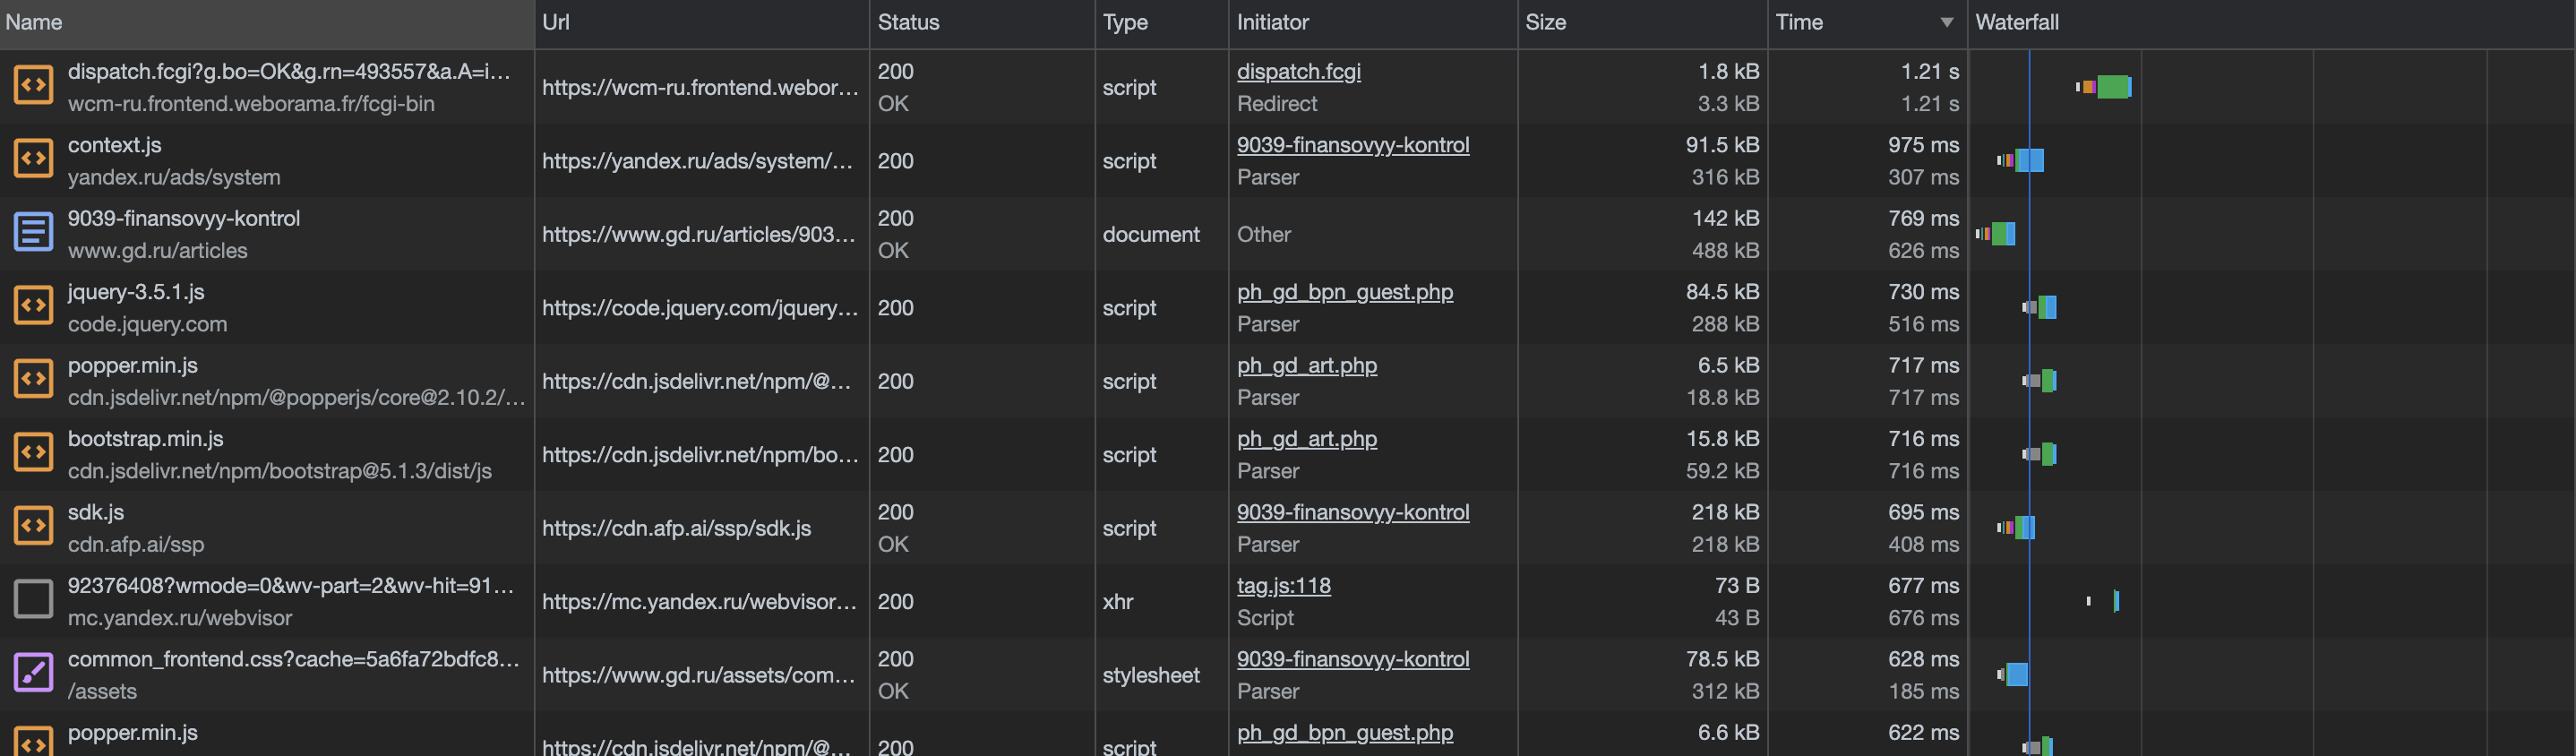 Name Url Status Type Initiator Size Time Waterfall
dispatch.fcgi?g.bo=OK&g.rn=493557&a.A=i… 200 dispatch.fcgi 1.8 kB 1.21 s
https://wcm-ru.frontend.webor… script
wcm-ru.frontend.weborama.fr/fcgi-bin OK Redirect 3.3 kB 1.21 s
context.js 9039-finansovyy-kontrol 91.5 kB 975 ms
https://yandex.ru/ads/system/… 200 script
yandex.ru/ads/system Parser 316 kB 307 ms
9039-finansovyy-kontrol 200 142 kB 769 ms
https://www.gd.ru/articles/903… document Other
www.gd.ru/articles OK 488 kB 626 ms
jquery-3.5.1.js ph_gd_bpn_guest.php 84.5 kB 730 ms
https://code.jquery.com/jquery… 200 script
code.jquery.com Parser 288 kB 516 ms
popper.min.js ph_gd_art.php 6.5 kB 717 ms
https://cdn.jsdelivr.net/npm/@… 200 script
cdn.jsdelivr.net/npm/@popperjs/core@2.10.2/… Parser 18.8 kB 717 ms
bootstrap.min.js ph_gd_art.php 15.8 kB 716 ms
https://cdn.jsdelivr.net/npm/bo… 200 script
cdn.jsdelivr.net/npm/bootstrap@5.1.3/dist/js Parser 59.2 kB 716 ms
sdk.js 200 9039-finansovyy-kontrol 218 kB 695 ms
https://cdn.afp.ai/ssp/sdk.js script
cdn.afp.ai/ssp OK Parser 218 kB 408 ms
92376408?wmode=0&wv-part=2&wv-hit=91… tag.js:118 73 B 677 ms
https://mc.yandex.ru/webvisor… 200 xhr
mc.yandex.ru/webvisor Script 43 B 676 ms
common_frontend.css?cache=5a6fa72bdfc8… 200 9039-finansovyy-kontrol 78.5 kB 628 ms
https://www.gd.ru/assets/com… stylesheet
/assets OK Parser 312 kB 185 ms
popper.min.js ph_gd_bpn_guest.php 6.6 kB 622 ms
https://cdn.jsdelivr.net/npm/@… 200 script